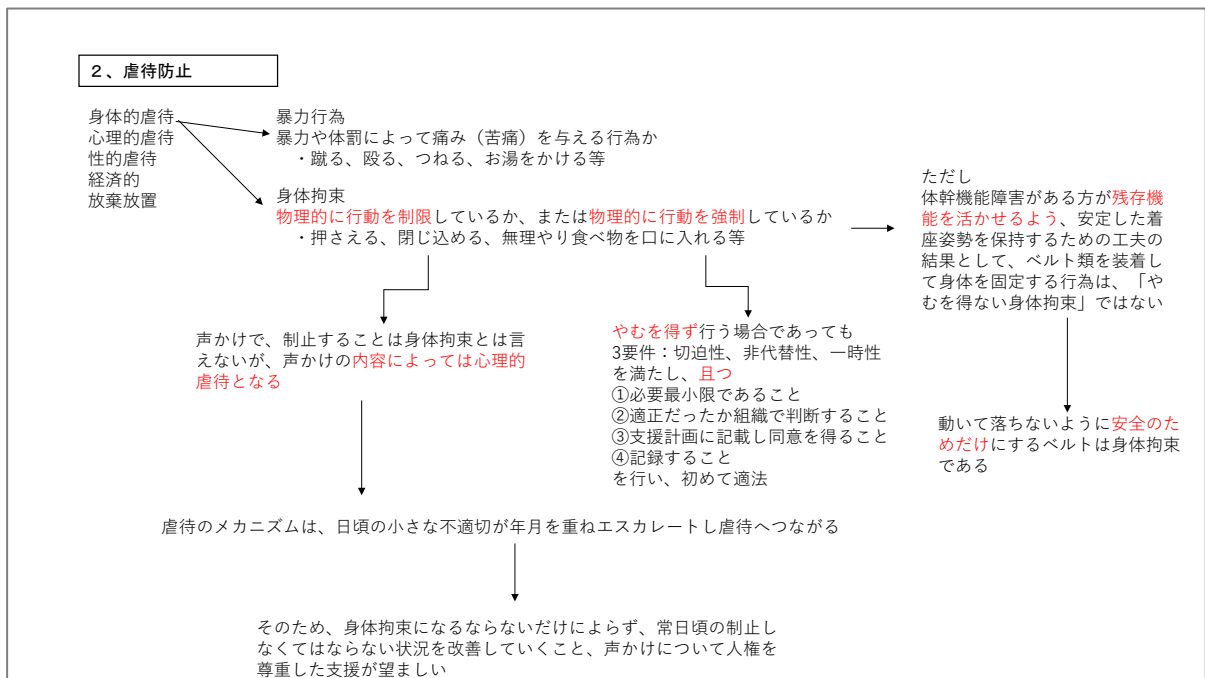 ２、虐待防止
身体的虐待
心理的虐待
性的虐待
経済的
放棄放置
暴力行為
暴力や体罰によって痛み（苦痛）を与える行為か
・蹴る、殴る、つねる、お湯をかける等
身体拘束
物理的に行動を制限しているか、または物理的に行動を強制しているか
・押さえる、閉じ込める、無理やり食べ物を口に入れる等
ただし
体幹機能障害がある方が残存機
能を活かせるよう、安定した着
座姿勢を保持するための工夫の
結果として、ベルト類を装着し
て身体を固定する行為は、「や
むを得ない身体拘束」ではない
声かけで、制止することは身体拘束とは言
えないが、声かけの内容によっては心理的
虐待となる
やむを得ず行う場合であっても
3要件：切迫性、非代替性、一時性
を満たし、且つ
①必要最小限であること
②適正だったか組織で判断すること
③支援計画に記載し同意を得ること
④記録すること
を行い、初めて適法
動いて落ちないように安全のた
めだけにするベルトは身体拘束
である
虐待のメカニズムは、日頃の小さな不適切が年月を重ねエスカレートし虐待へつながる
そのため、身体拘束になるならないだけによらず、常日頃の制止し
なくてはならない状況を改善していくこと、声かけについて人権を
尊重した支援が望ましい